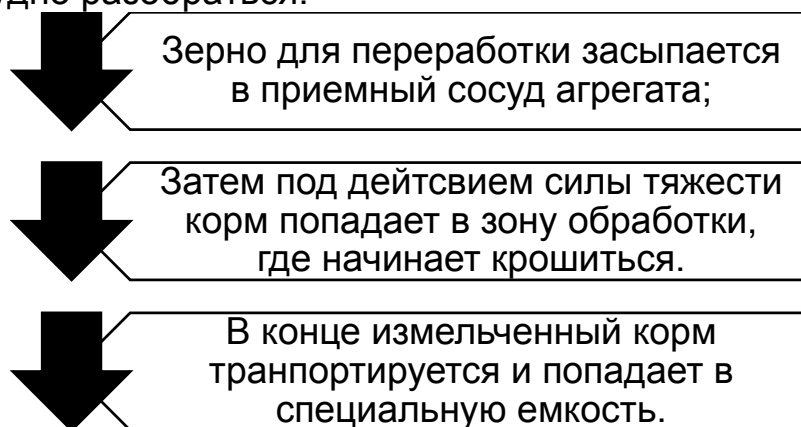 разобраться.
Зерно для переработки засыпается
в приемный сосуд агрегата;
Затем под дейтсвием силы тяжести
корм попадает в зону обработки,
где начинает крошиться.
В конце измельченный корм
транпортируется и попадает в
специальную емкость.